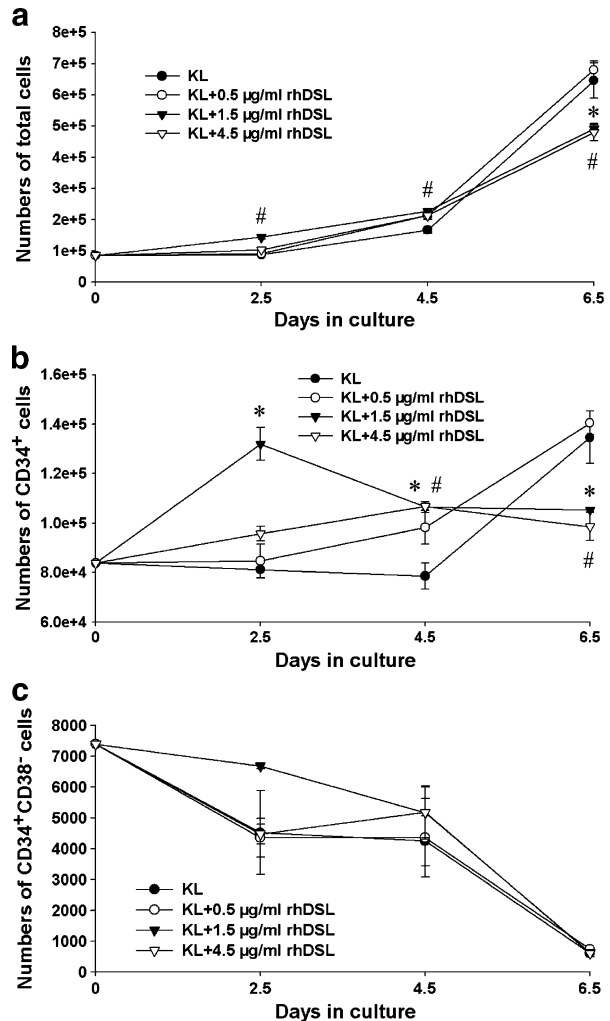 a
Numbers of total cells
8e+5
7e+5
6e+5
5e+5
4e+5
3e+5
2e+5
1e+5
0
KL
KL+0.5 µg/ml rhDSL
KL+1.5 µg/ml rhDSL
KL+4.5 µg/ml rhDSL
#
#
*
#
0 2.5 4.5 6.5
Days in culture
b
Numbers of CD34⁺ cells
1.6e+5
1.4e+5
1.2e+5
1.0e+5
8.0e+4
6.0e+4
KL
KL+0.5 µg/ml rhDSL
KL+1.5 µg/ml rhDSL
KL+4.5 µg/ml rhDSL
*
* #
*
#
0 2.5 4.5 6.5
Days in culture
c
Numbers of CD34⁺CD38⁻ cells
8000
7000
6000
5000
4000
3000
2000
1000
0
KL
KL+0.5 µg/ml rhDSL
KL+1.5 µg/ml rhDSL
KL+4.5 µg/ml rhDSL
0 2.5 4.5 6.5
Days in culture